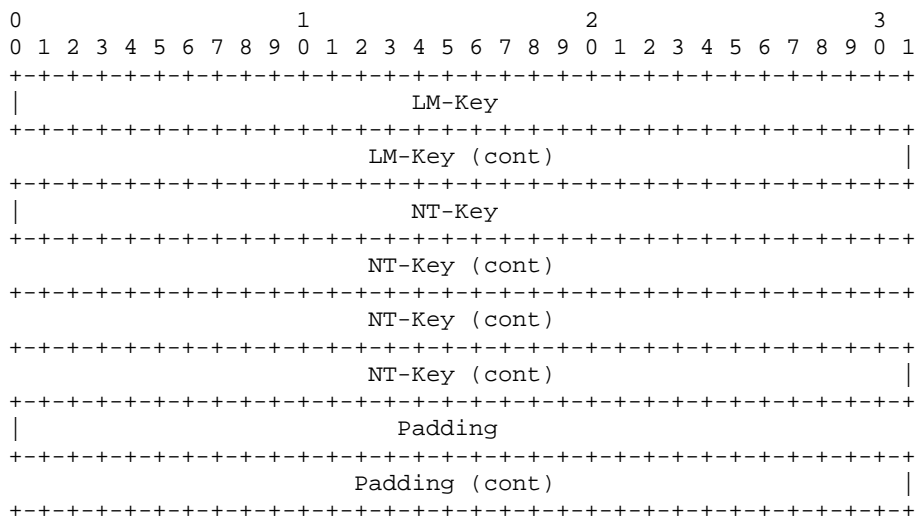 0                   1                   2                   3
0 1 2 3 4 5 6 7 8 9 0 1 2 3 4 5 6 7 8 9 0 1 2 3 4 5 6 7 8 9 0 1
+-+-+-+-+-+-+-+-+-+-+-+-+-+-+-+-+-+-+-+-+-+-+-+-+-+-+-+-+-+-+-+
|                           LM-Key
+-+-+-+-+-+-+-+-+-+-+-+-+-+-+-+-+-+-+-+-+-+-+-+-+-+-+-+-+-+-+-+
                         LM-Key (cont)                        |
+-+-+-+-+-+-+-+-+-+-+-+-+-+-+-+-+-+-+-+-+-+-+-+-+-+-+-+-+-+-+-+
|                           NT-Key
+-+-+-+-+-+-+-+-+-+-+-+-+-+-+-+-+-+-+-+-+-+-+-+-+-+-+-+-+-+-+-+
                         NT-Key (cont)
+-+-+-+-+-+-+-+-+-+-+-+-+-+-+-+-+-+-+-+-+-+-+-+-+-+-+-+-+-+-+-+
                         NT-Key (cont)
+-+-+-+-+-+-+-+-+-+-+-+-+-+-+-+-+-+-+-+-+-+-+-+-+-+-+-+-+-+-+-+
                         NT-Key (cont)                        |
+-+-+-+-+-+-+-+-+-+-+-+-+-+-+-+-+-+-+-+-+-+-+-+-+-+-+-+-+-+-+-+
|                          Padding
+-+-+-+-+-+-+-+-+-+-+-+-+-+-+-+-+-+-+-+-+-+-+-+-+-+-+-+-+-+-+-+
                        Padding (cont)                        |
+-+-+-+-+-+-+-+-+-+-+-+-+-+-+-+-+-+-+-+-+-+-+-+-+-+-+-+-+-+-+-+